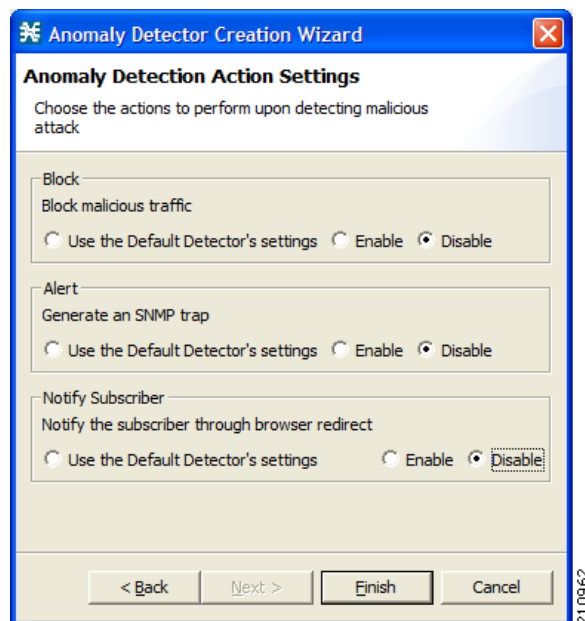 Anomaly Detector Creation Wizard
Anomaly Detection Action Settings
Choose the actions to perform upon detecting malicious
attack
Block
Block malicious traffic
Use the Default Detector's settings Enable Disable
Alert
Generate an SNMP trap
Use the Default Detector's settings Enable Disable
Notify Subscriber
Notify the subscriber through browser redirect
Use the Default Detector's settings Enable Disable
< Back Next > Finish Cancel
210962